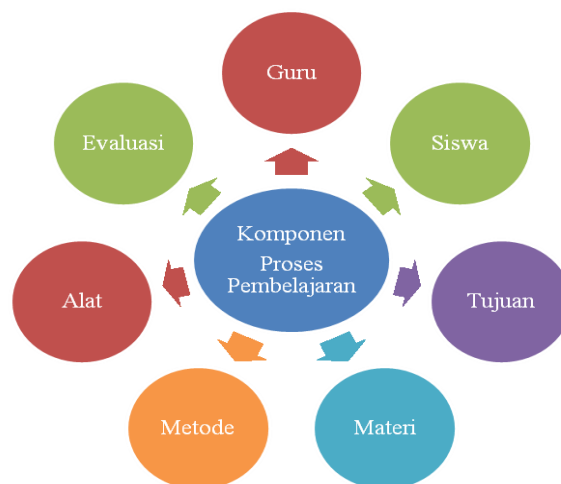 Guru
Evaluasi
Siswa
Komponen
Proses
Pembelajaran
Alat
Tujuan
Metode
Materi